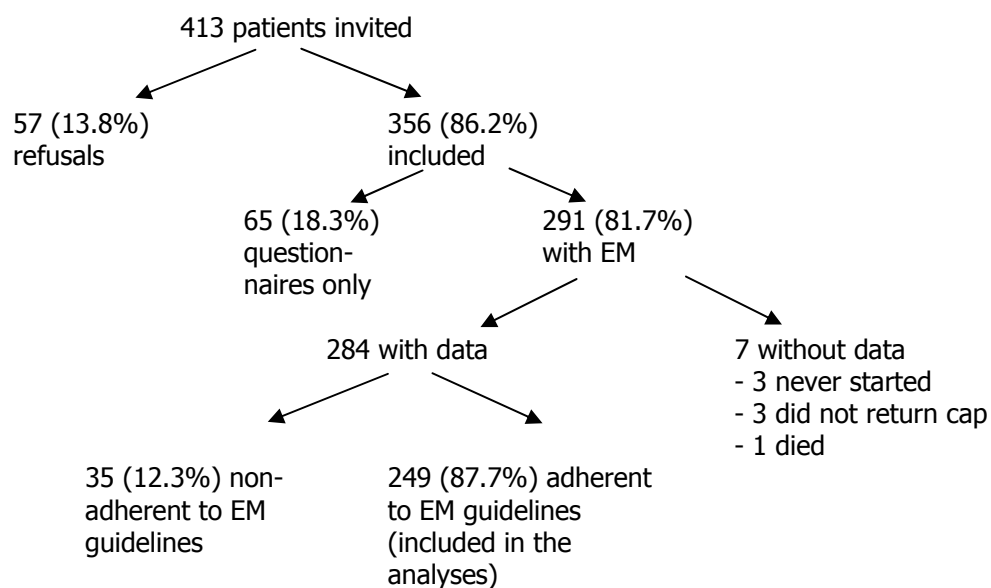 413 patients invited
57 (13.8%)
refusals
356 (86.2%)
included
65 (18.3%)
question-
naires only
291 (81.7%)
with EM
284 with data
7 without data
- 3 never started
- 3 did not return cap
- 1 died
35 (12.3%) non-
adherent to EM
guidelines
249 (87.7%) adherent
to EM guidelines
(included in the
analyses)